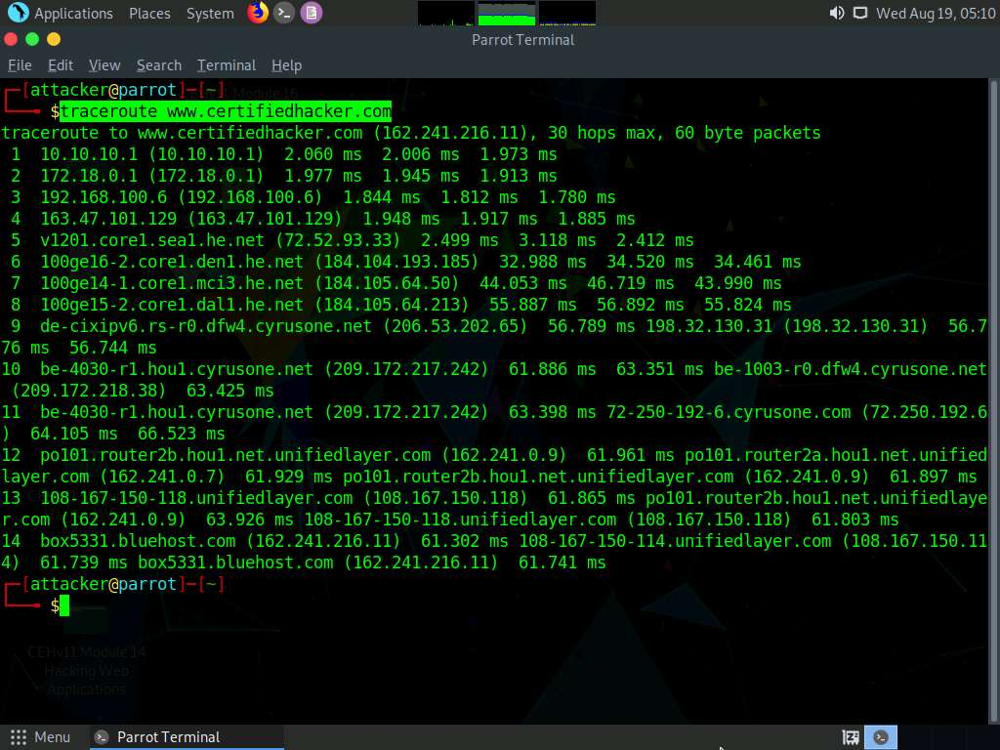 Applications Places System Wed Aug 19, 05:10
Parrot Terminal
File Edit View Search Terminal Help
┌─[attacker@parrot]─[~]
└──╼ $traceroute www.certifiedhacker.com
traceroute to www.certifiedhacker.com (162.241.216.11), 30 hops max, 60 byte packets
 1  10.10.10.1 (10.10.10.1)  2.060 ms  2.006 ms  1.973 ms
 2  172.18.0.1 (172.18.0.1)  1.977 ms  1.945 ms  1.913 ms
 3  192.168.100.6 (192.168.100.6)  1.844 ms  1.812 ms  1.780 ms
 4  163.47.101.129 (163.47.101.129)  1.948 ms  1.917 ms  1.885 ms
 5  v1201.core1.sea1.he.net (72.52.93.33)  2.499 ms  3.118 ms  2.412 ms
 6  100ge16-2.core1.den1.he.net (184.104.193.185)  32.988 ms  34.520 ms  34.461 ms
 7  100ge14-1.core1.mci3.he.net (184.105.64.50)  44.053 ms  46.719 ms  43.990 ms
 8  100ge15-2.core1.dal1.he.net (184.105.64.213)  55.887 ms  56.892 ms  55.824 ms
 9  de-cixipv6.rs-r0.dfw4.cyrusone.net (206.53.202.65)  56.789 ms 198.32.130.31 (198.32.130.31)  56.7
76 ms  56.744 ms
10  be-4030-r1.hou1.cyrusone.net (209.172.217.242)  61.886 ms  63.351 ms be-1003-r0.dfw4.cyrusone.net
 (209.172.218.38)  63.425 ms
11  be-4030-r1.hou1.cyrusone.net (209.172.217.242)  63.398 ms 72-250-192-6.cyrusone.com (72.250.192.6
)  64.105 ms  66.523 ms
12  po101.router2b.hou1.net.unifiedlayer.com (162.241.0.9)  61.961 ms po101.router2a.hou1.net.unified
layer.com (162.241.0.7)  61.929 ms po101.router2b.hou1.net.unifiedlayer.com (162.241.0.9)  61.897 ms
13  108-167-150-118.unifiedlayer.com (108.167.150.118)  61.865 ms po101.router2b.hou1.net.unifiedlaye
r.com (162.241.0.9)  63.926 ms 108-167-150-118.unifiedlayer.com (108.167.150.118)  61.803 ms
14  box5331.bluehost.com (162.241.216.11)  61.302 ms 108-167-150-114.unifiedlayer.com (108.167.150.11
4)  61.739 ms box5331.bluehost.com (162.241.216.11)  61.741 ms
┌─[attacker@parrot]─[~]
└──╼ $
CEHv11 Module 14
Hacking Web
Applications
Menu Parrot Terminal